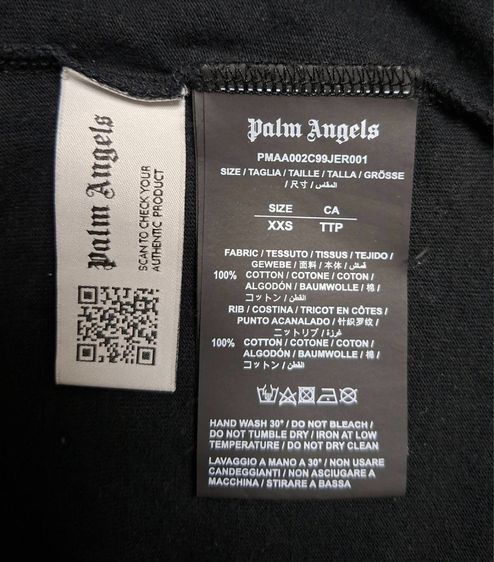 Palm Angels
SCAN TO CHECK YOUR
AUTHENTIC PRODUCT
Palm Angels
PMAA002C99JER001
SIZE / TAGLIA / TAILLE / TALLA / GRÖSSE
/ 尺寸 / المقاس
SIZE CA
XXS TTP
FABRIC / TESSUTO / TISSUS / TEJIDO /
GEWEBE / 面料 / 本体 / قماش
100% COTTON / COTONE / COTON /
ALGODÓN / BAUMWOLLE / 棉 /
コットン / القطن
RIB / COSTINA / TRICOT EN CÔTES /
PUNTO ACANALADO / 针织罗纹 /
ニットリブ / قطرة
100% COTTON / COTONE / COTON /
ALGODÓN / BAUMWOLLE / 棉 /
コットン / القطن
HAND WASH 30° / DO NOT BLEACH /
DO NOT TUMBLE DRY / IRON AT LOW
TEMPERATURE / DO NOT DRY CLEAN
LAVAGGIO A MANO A 30° / NON USARE
CANDEGGIANTI / NON ASCIUGARE A
MACCHINA / STIRARE A BASSA